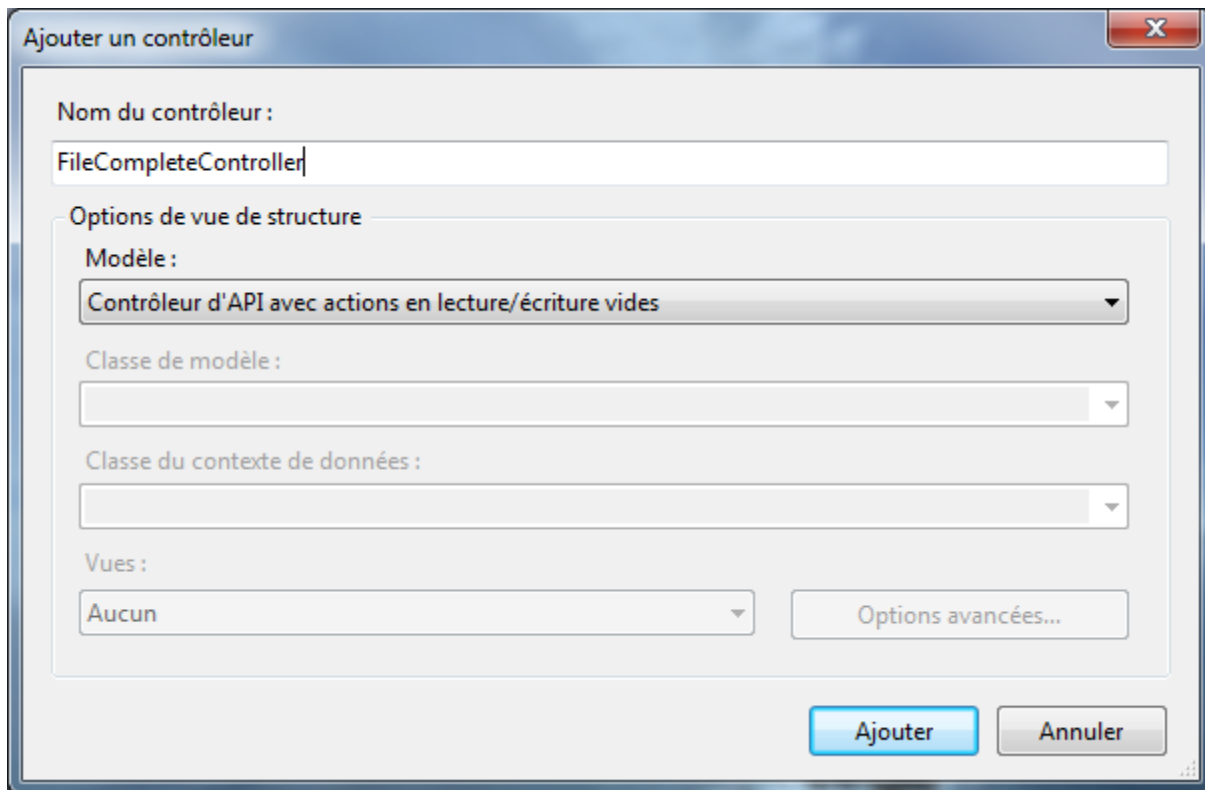 Ajouter un contrôleur
Nom du contrôleur :
FileCompleteController
Options de vue de structure
Modèle :
Contrôleur d'API avec actions en lecture/écriture vides
Classe de modèle :
Classe du contexte de données :
Vues :
Aucun
Options avancées...
Ajouter
Annuler